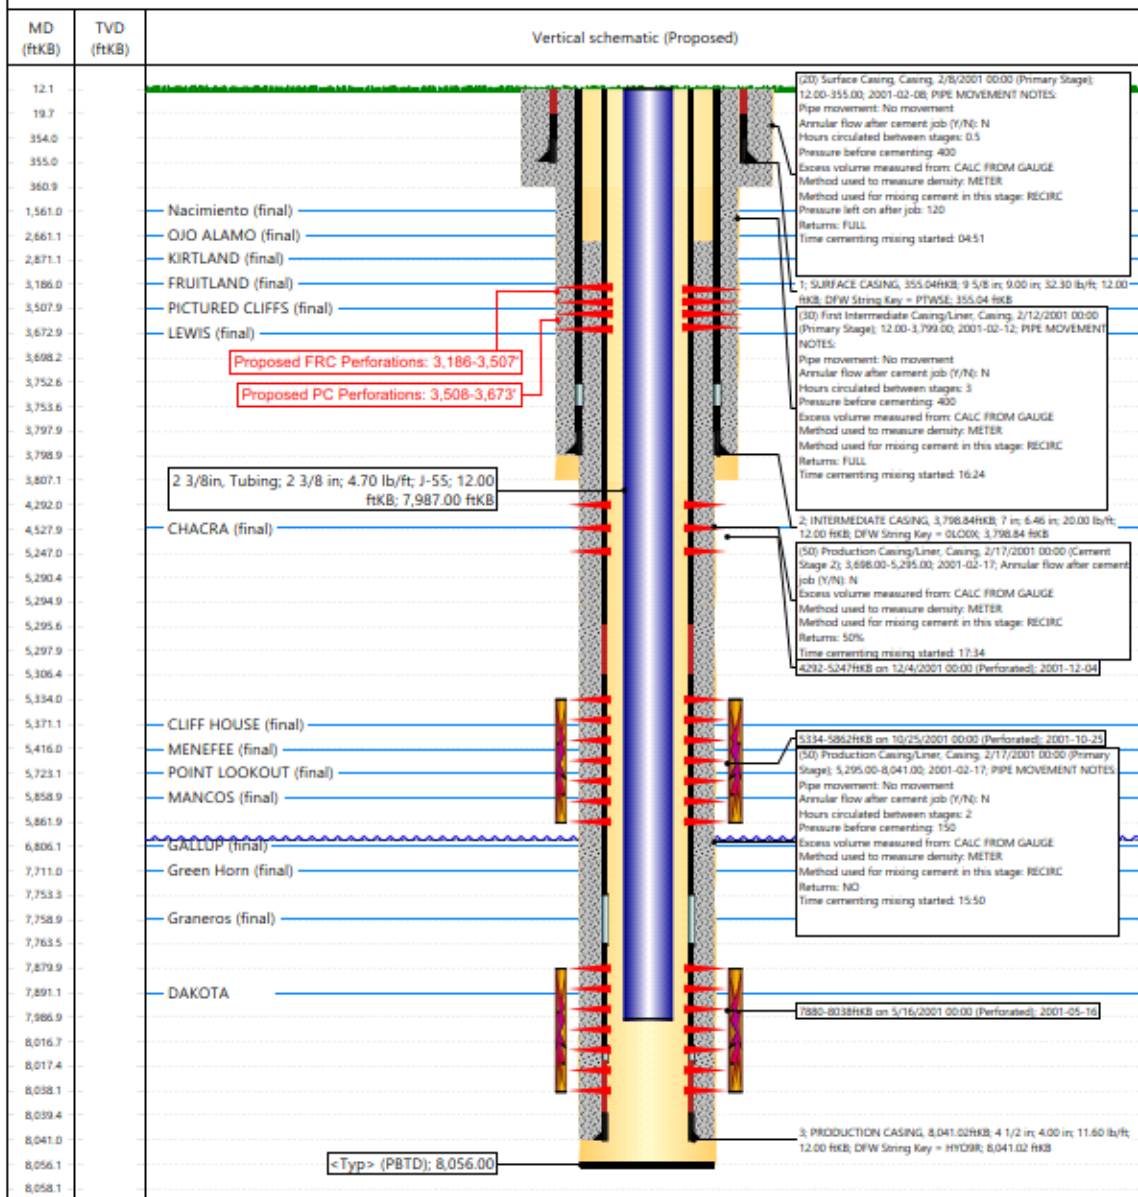 MD
(ftKB)
TVD
(ftKB)
Vertical schematic (Proposed)
12.1
19.7
354.0
355.0
360.9
1,561.0
2,661.1
2,871.1
3,186.0
3,507.9
3,672.9
3,698.2
3,752.6
3,753.6
3,797.9
3,798.9
3,807.1
4,292.0
4,527.9
5,247.0
5,290.4
5,294.9
5,295.6
5,297.9
5,306.4
5,334.0
5,371.1
5,416.0
5,723.1
5,858.9
5,861.9
6,806.1
7,711.0
7,753.3
7,758.9
7,763.5
7,879.9
7,891.1
7,986.9
8,016.7
8,017.4
8,038.1
8,039.4
8,041.0
8,056.1
8,058.1
Nacimiento (final)
OJO ALAMO (final)
KIRTLAND (final)
FRUITLAND (final)
PICTURED CLIFFS (final)
LEWIS (final)
Proposed FRC Perforations: 3,186-3,507'
Proposed PC Perforations: 3,508-3,673'
2 3/8in, Tubing; 2 3/8 in; 4.70 lb/ft; J-55; 12.00
ftKB; 7,987.00 ftKB
CHACRA (final)
CLIFF HOUSE (final)
MENEFEE (final)
POINT LOOKOUT (final)
MANCOS (final)
GALLUP (final)
Green Horn (final)
Graneros (final)
DAKOTA
<Typ> (PBTD); 8,056.00
(20) Surface Casing, Casing, 2/8/2001 00:00 (Primary Stage);
12.00-355.00; 2001-02-08; PIPE MOVEMENT NOTES:
Pipe movement: No movement
Annular flow after cement job (Y/N): N
Hours circulated between stages: 0.5
Pressure before cementing: 400
Excess volume measured from: CALC FROM GAUGE
Method used to measure density: METER
Method used for mixing cement in this stage: RECIRC
Pressure left on after job: 120
Returns: FULL
Time cementing mixing started: 04:51
1; SURFACE CASING, 355.04ftKB; 9 5/8 in; 9.00 in; 32.30 lb/ft; 12.00
ftKB; DFW String Key = PTWSE; 355.04 ftKB
(30) First Intermediate Casing/Liner, Casing, 2/12/2001 00:00
(Primary Stage); 12.00-3,799.00; 2001-02-12; PIPE MOVEMENT
NOTES:
Pipe movement: No movement
Annular flow after cement job (Y/N): N
Hours circulated between stages: 3
Pressure before cementing: 400
Excess volume measured from: CALC FROM GAUGE
Method used to measure density: METER
Method used for mixing cement in this stage: RECIRC
Returns: FULL
Time cementing mixing started: 16:24
2; INTERMEDIATE CASING, 3,798.84ftKB; 7 in; 6.46 in; 20.00 lb/ft;
12.00 ftKB; DFW String Key = 0LO0X; 3,798.84 ftKB
(50) Production Casing/Liner, Casing, 2/17/2001 00:00 (Cement
Stage 2); 3,698.00-5,295.00; 2001-02-17; Annular flow after cement
job (Y/N): N
Excess volume measured from: CALC FROM GAUGE
Method used to measure density: METER
Method used for mixing cement in this stage: RECIRC
Returns: 50%
Time cementing mixing started: 17:34
4292-5247ftKB on 12/4/2001 00:00 (Perforated); 2001-12-04
5334-5862ftKB on 10/25/2001 00:00 (Perforated); 2001-10-25
(50) Production Casing/Liner, Casing, 2/17/2001 00:00 (Primary
Stage); 5,295.00-8,041.00; 2001-02-17; PIPE MOVEMENT NOTES:
Pipe movement: No movement
Annular flow after cement job (Y/N): N
Hours circulated between stages: 2
Pressure before cementing: 150
Excess volume measured from: CALC FROM GAUGE
Method used to measure density: METER
Method used for mixing cement in this stage: RECIRC
Returns: NO
Time cementing mixing started: 15:50
7880-8038ftKB on 5/16/2001 00:00 (Perforated); 2001-05-16
3; PRODUCTION CASING, 8,041.02ftKB; 4 1/2 in; 4.00 in; 11.60 lb/ft;
12.00 ftKB; DFW String Key = HYO9R; 8,041.02 ftKB